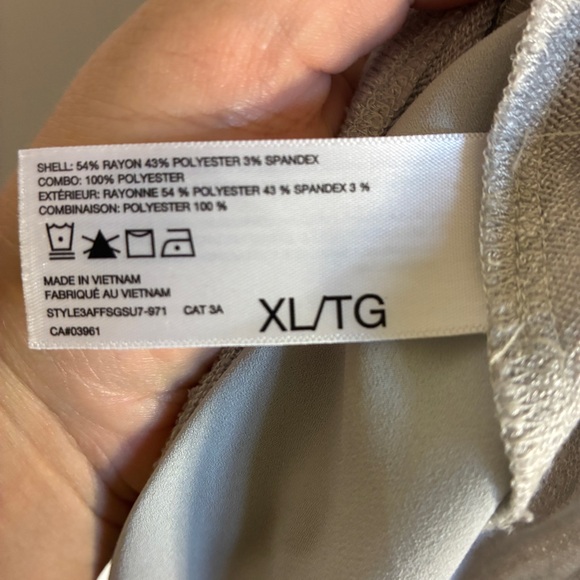 SHELL: 54% RAYON 43% POLYESTER 3% SPANDEX
COMBO: 100% POLYESTER
EXTÉRIEUR: RAYONNE 54 % POLYESTER 43 % SPANDEX 3 %
COMBINAISON: POLYESTER 100 %
MADE IN VIETNAM
FABRIQUÉ AU VIETNAM
STYLE3AFFSGSU7-971 CAT 3A
CA#03961
XL/TG